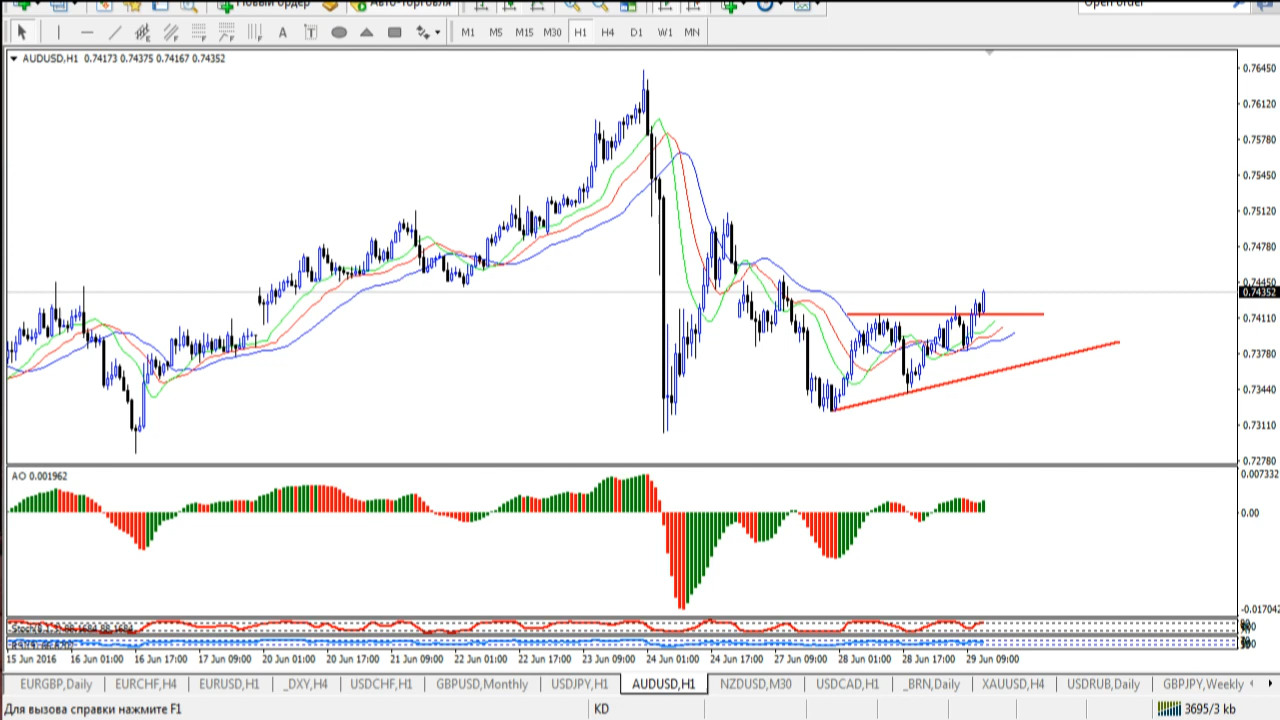 Новый ордер Авто-торговля Open order
A T M1 M5 M15 M30 H1 H4 D1 W1 MN
AUDUSD,H1 0.74173 0.74375 0.74167 0.74352
0.76450
0.76120
0.75780
0.75450
0.75120
0.74780
0.74450
0.74352
0.74110
0.73780
0.73440
0.73110
0.72780
AO 0.001962
0.007332
0.00
-0.017042
Stoch(8,1,3) 88.1684 88.1684
15 Jun 2016 16 Jun 01:00 16 Jun 17:00 17 Jun 09:00 20 Jun 01:00 20 Jun 17:00 21 Jun 09:00 22 Jun 01:00 22 Jun 17:00 23 Jun 09:00 24 Jun 01:00 24 Jun 17:00 27 Jun 09:00 28 Jun 01:00 28 Jun 17:00 29 Jun 09:00
EURGBP,Daily EURCHF,H4 EURUSD,H1 _DXY,H4 USDCHF,H1 GBPUSD,Monthly USDJPY,H1 AUDUSD,H1 NZDUSD,M30 USDCAD,H1 _BRN,Daily XAUUSD,H4 USDRUB,Daily GBPJPY,Weekly
Для вызова справки нажмите F1 KD 3695/3 kb